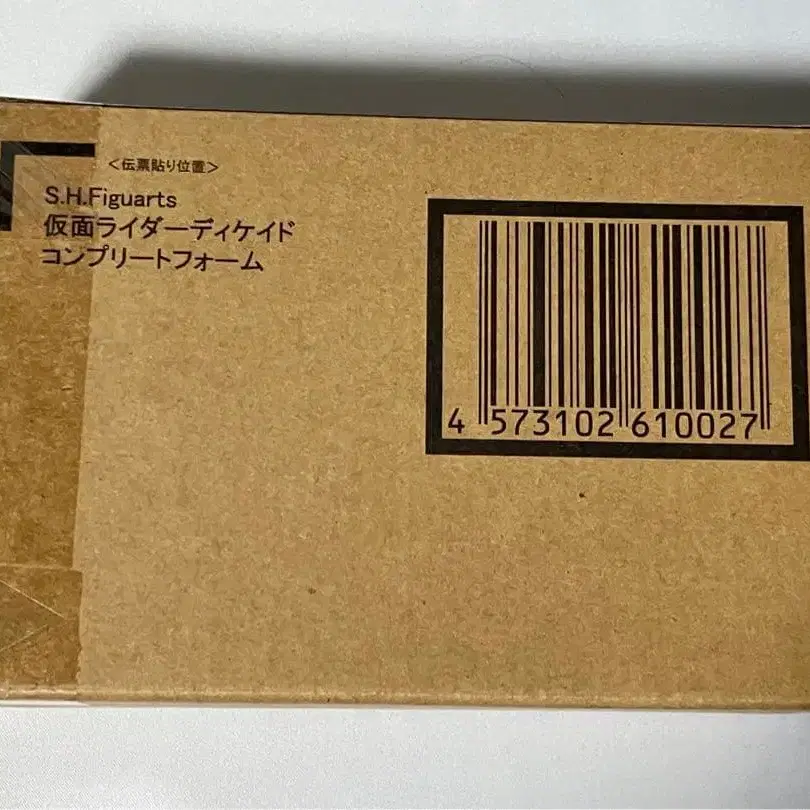 <伝票貼り位置>
S.H.Figuarts
仮面ライダーディケイド
コンプリートフォーム
4 573102 610027